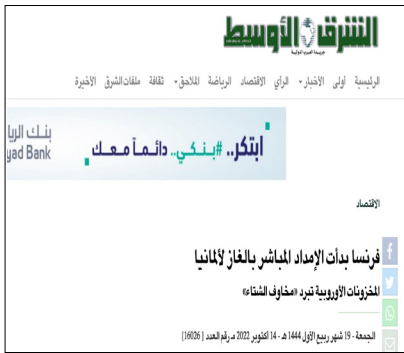 الشرق الأوسط
جريدة العرب الدولية
الرئيسية أولى الأخبار الرأي الاقتصاد الرياضة الملاحق ثقافة ملفات الشرق الأخيرة
ابتكر.. #بنكي.. دائماً معك
بنك الريا
yad Bank
الاقتصاد
فرنسا بدأت الإمداد المباشر بالغاز لألمانيا
المخزونات الأوروبية تبرد «مخاوف الشتاء»
الجمعة - 19 شهر ربيع الأول 1444 هـ - 14 أكتوبر 2022 مـ رقم العدد [16026]